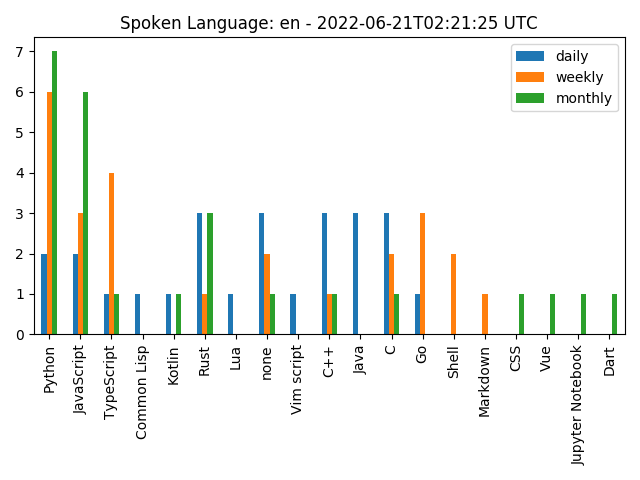 Spoken Language: en - 2022-06-21T02:21:25 UTC
daily
weekly
monthly
7
6
5
4
3
2
1
0
Python
JavaScript
TypeScript
Common Lisp
Kotlin
Rust
Lua
none
Vim script
C++
Java
C
Go
Shell
Markdown
CSS
Vue
Jupyter Notebook
Dart